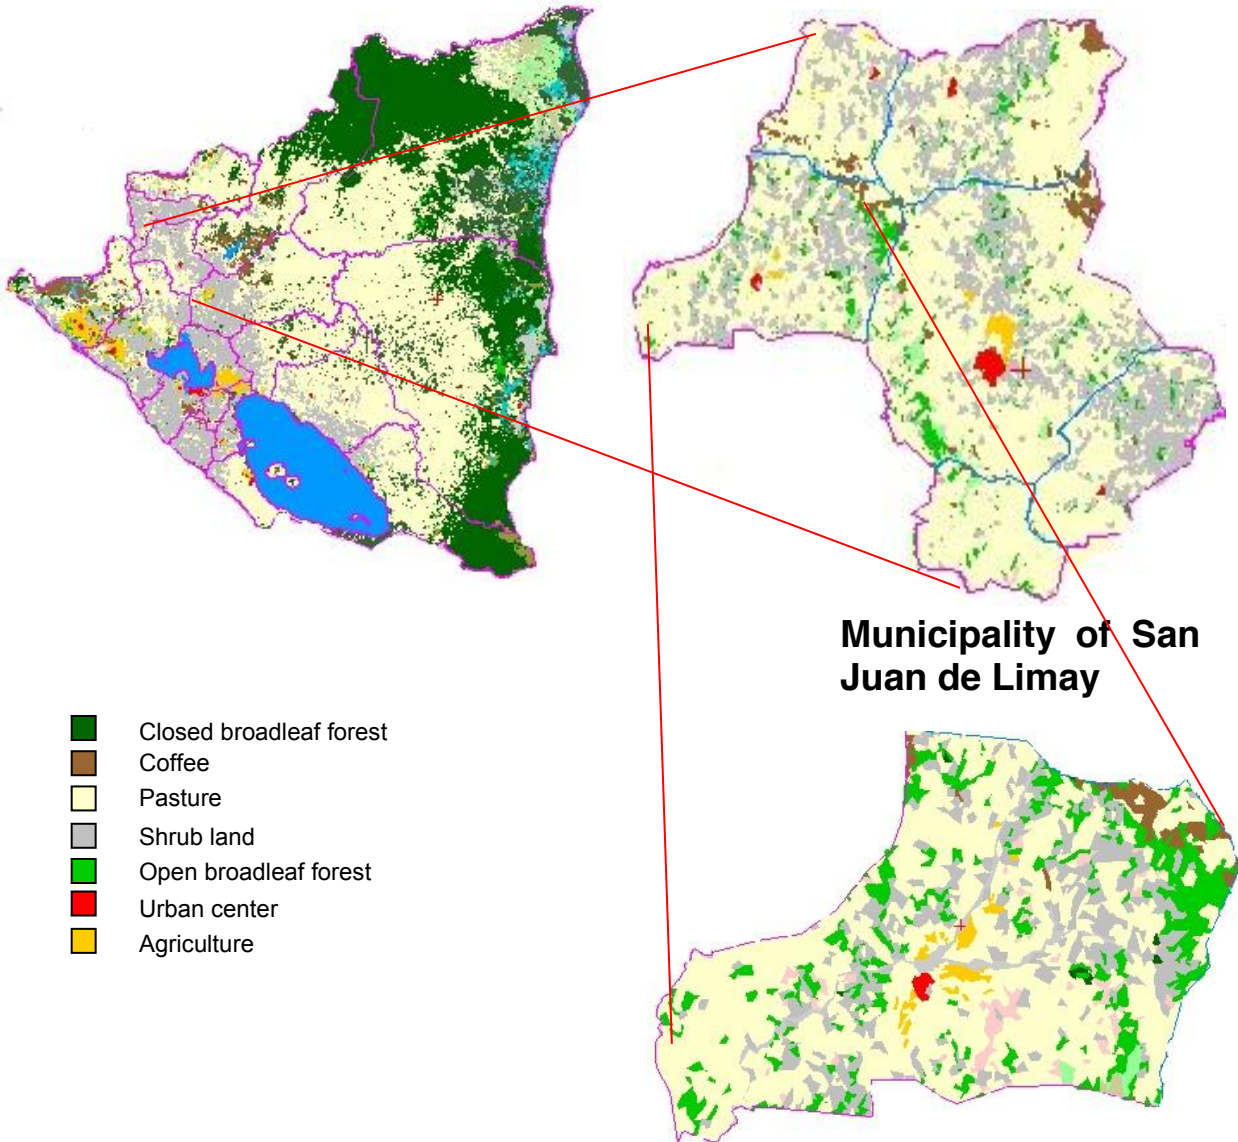 Municipality of San
Juan de Limay
Closed broadleaf forest
Coffee
Pasture
Shrub land
Open broadleaf forest
Urban center
Agriculture